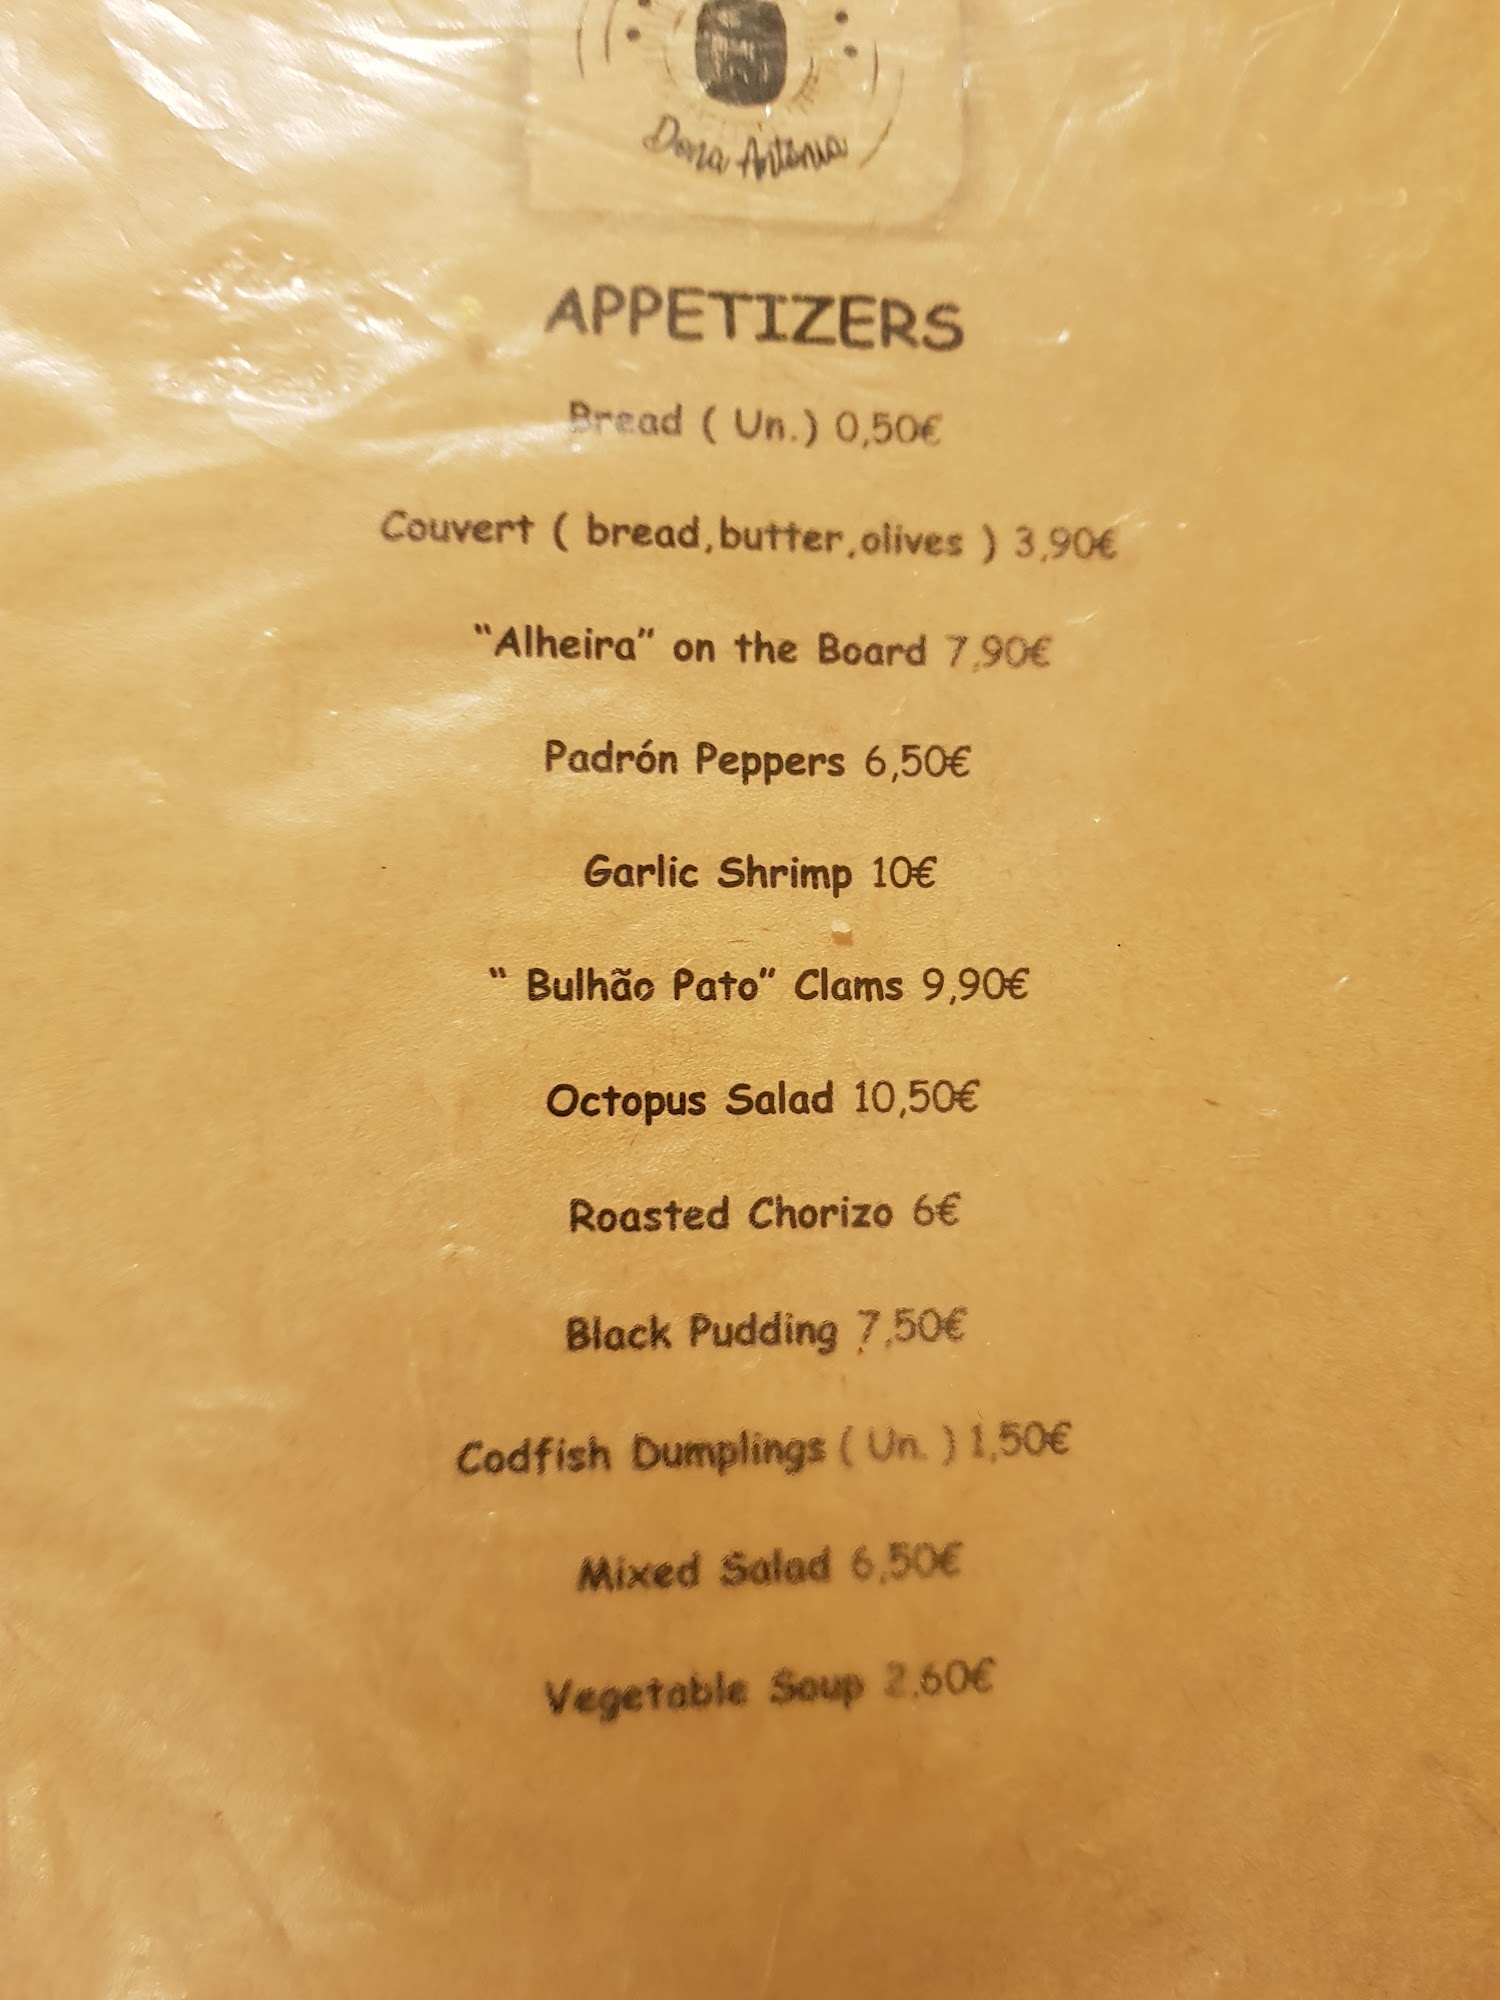 Dona Antónia
APPETIZERS
Bread ( Un.) 0,50€
Couvert ( bread,butter,olives ) 3,90€
“Alheira” on the Board 7,90€
Padrón Peppers 6,50€
Garlic Shrimp 10€
“ Bulhão Pato” Clams 9,90€
Octopus Salad 10,50€
Roasted Chorizo 6€
Black Pudding 7,50€
Codfish Dumplings ( Un. ) 1,50€
Mixed Salad 6,50€
Vegetable Soup 2,60€